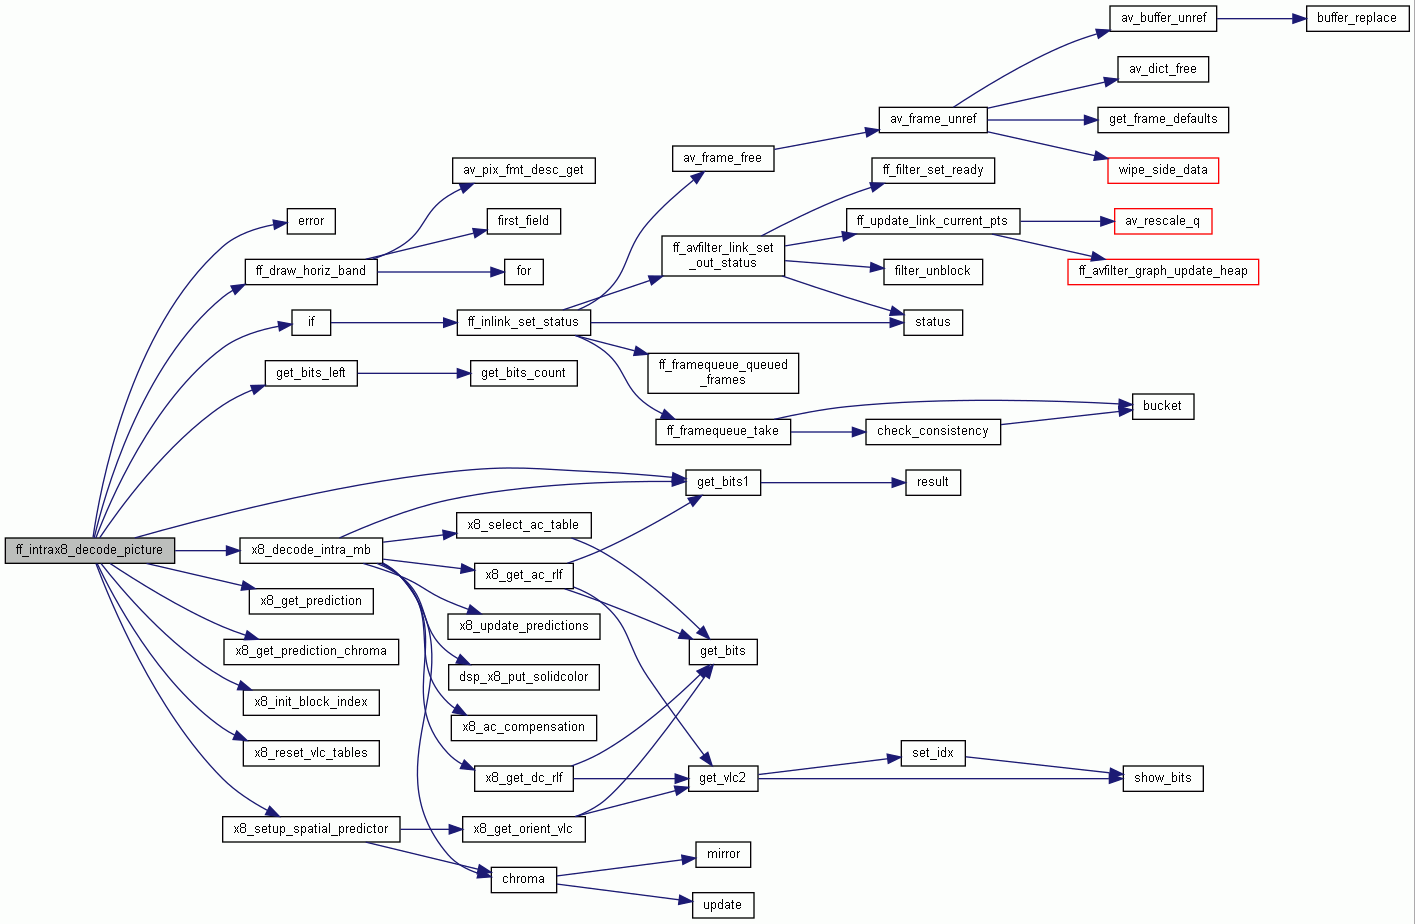 av_buffer_unref
buffer_replace
av_dict_free
av_frame_unref
get_frame_defaults
av_frame_free
av_pix_fmt_desc_get
ff_filter_set_ready
wipe_side_data
error
first_field
ff_update_link_current_pts
av_rescale_q
ff_avfilter_link_set
_out_status
ff_draw_horiz_band
for
filter_unblock
ff_avfilter_graph_update_heap
if
ff_inlink_set_status
status
get_bits_left
get_bits_count
ff_framequeue_queued
_frames
bucket
ff_framequeue_take
check_consistency
get_bits1
result
x8_select_ac_table
ff_intrax8_decode_picture
x8_decode_intra_mb
x8_get_ac_rlf
x8_get_prediction
x8_update_predictions
x8_get_prediction_chroma
get_bits
dsp_x8_put_solidcolor
x8_init_block_index
x8_ac_compensation
x8_reset_vlc_tables
set_idx
x8_get_dc_rlf
get_vlc2
show_bits
x8_setup_spatial_predictor
x8_get_orient_vlc
mirror
chroma
update